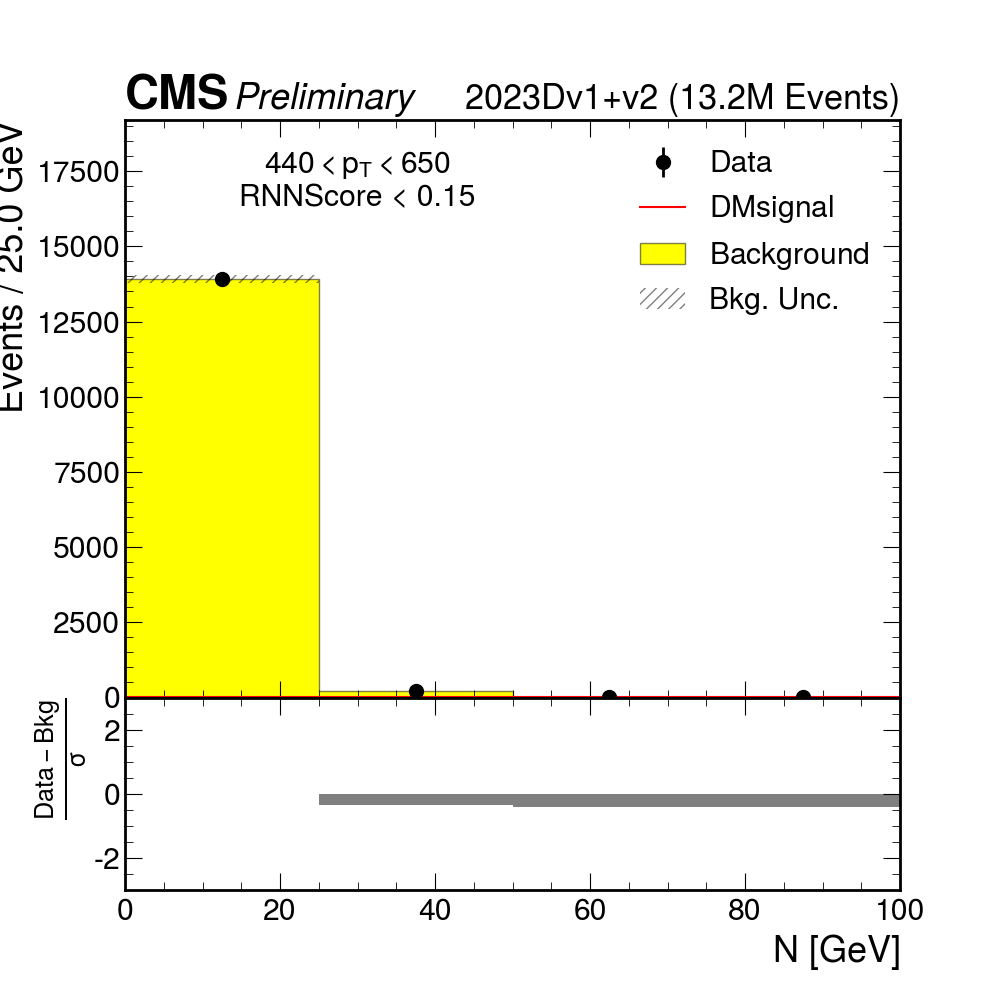 CMS Preliminary 2023Dv1+v2 (13.2M Events)
Events / 25.0 GeV
17500
15000
12500
10000
7500
5000
2500
0
440 < pT < 650
RNNScore < 0.15
Data
DMsignal
Background
Bkg. Unc.
Data – Bkg
σ
2
0
-2
0 20 40 60 80 100
N [GeV]